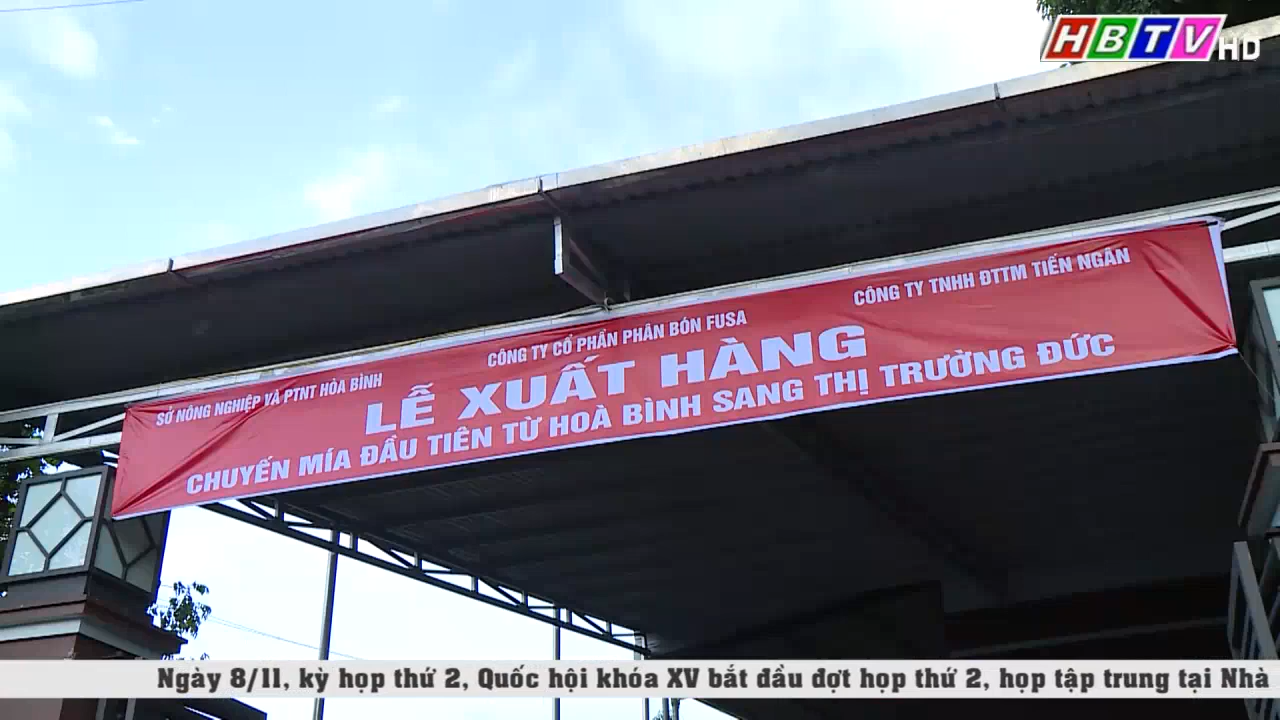 HBTV HD
SỞ NÔNG NGHIỆP VÀ PTNT HÒA BÌNH
CÔNG TY CỔ PHẦN PHÂN BÓN FUSA
CÔNG TY TNHH ĐTTM TIẾN NGÂN
LỄ XUẤT HÀNG
CHUYẾN MÍA ĐẦU TIÊN TỪ HOÀ BÌNH SANG THỊ TRƯỜNG ĐỨC
Ngày 8/11, kỳ họp thứ 2, Quốc hội khóa XV bắt đầu đợt họp thứ 2, họp tập trung tại Nhà